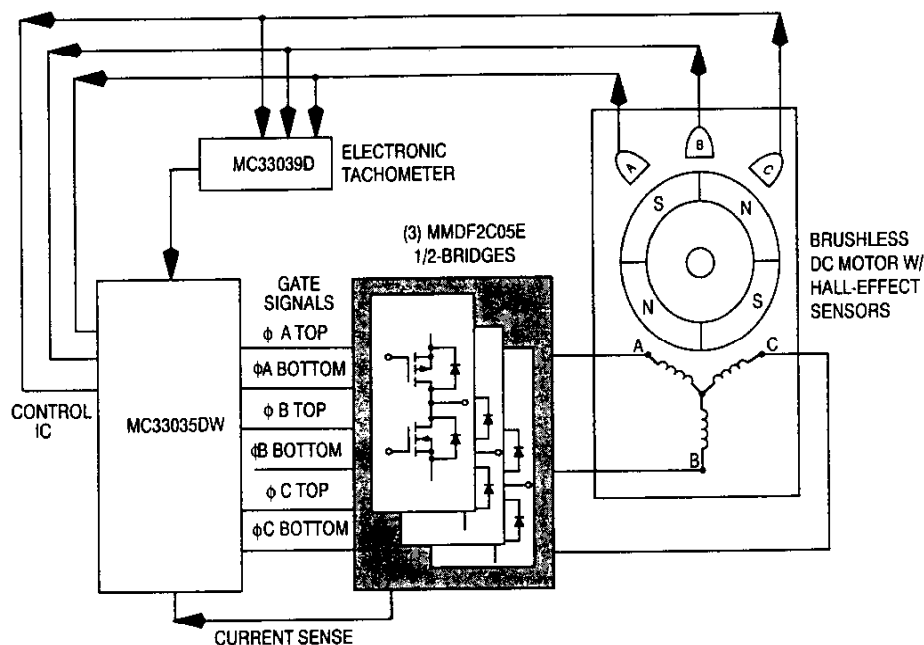 MC33039D
ELECTRONIC
TACHOMETER
A
B
C
S
N
N
S
BRUSHLESS
DC MOTOR W/
HALL-EFFECT
SENSORS
(3) MMDF2C05E
1/2-BRIDGES
GATE
SIGNALS
ϕ A TOP
ϕA BOTTOM
ϕ B TOP
ϕB BOTTOM
ϕ C TOP
ϕC BOTTOM
CONTROL
IC
MC33035DW
A
C
B
CURRENT SENSE